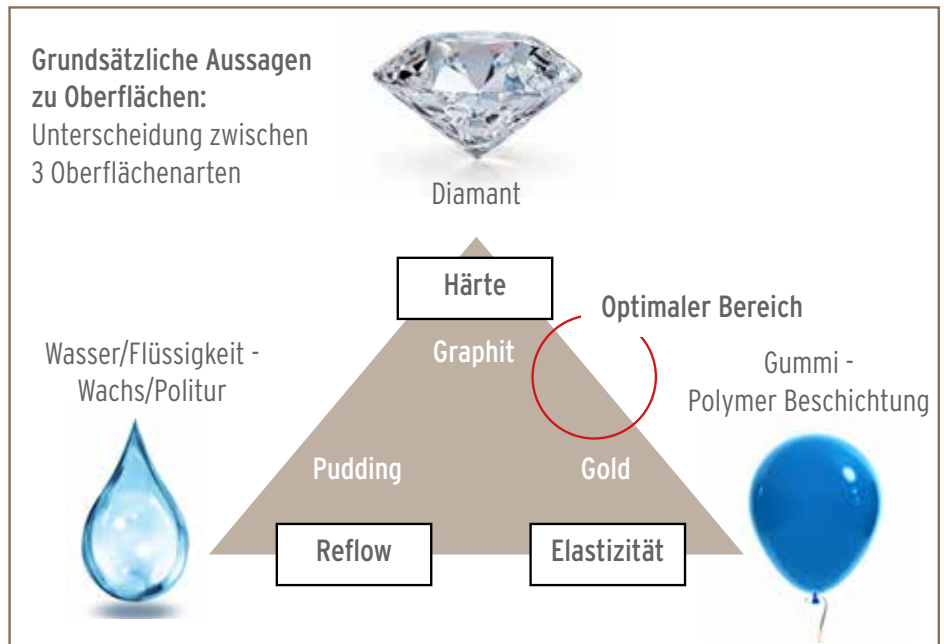 Grundsätzliche Aussagen
zu Oberflächen:
Unterscheidung zwischen
3 Oberflächenarten
Diamant
Härte
Optimaler Bereich
Graphit
Wasser/Flüssigkeit -
Wachs/Politur
Gummi -
Polymer Beschichtung
Pudding
Gold
Reflow
Elastizität